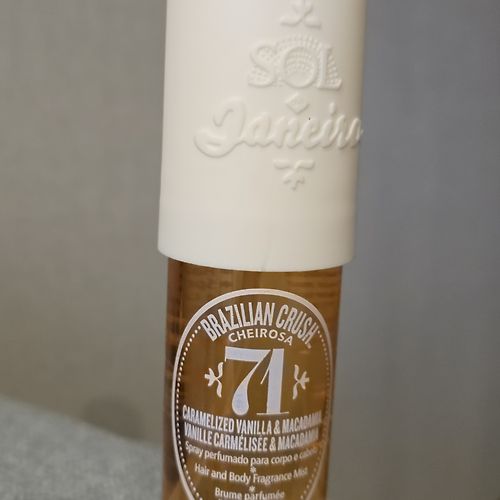 SOL
de
Janeiro
BRAZILIAN CRUSH
CHEIROSA
71
CARAMELIZED VANILLA & MACADAMIA
VANILLE CARMÉLISÉE & MACADAMIA
Spray perfumado para corpo e cabelo
Hair and Body Fragrance Mist
Brume parfumée